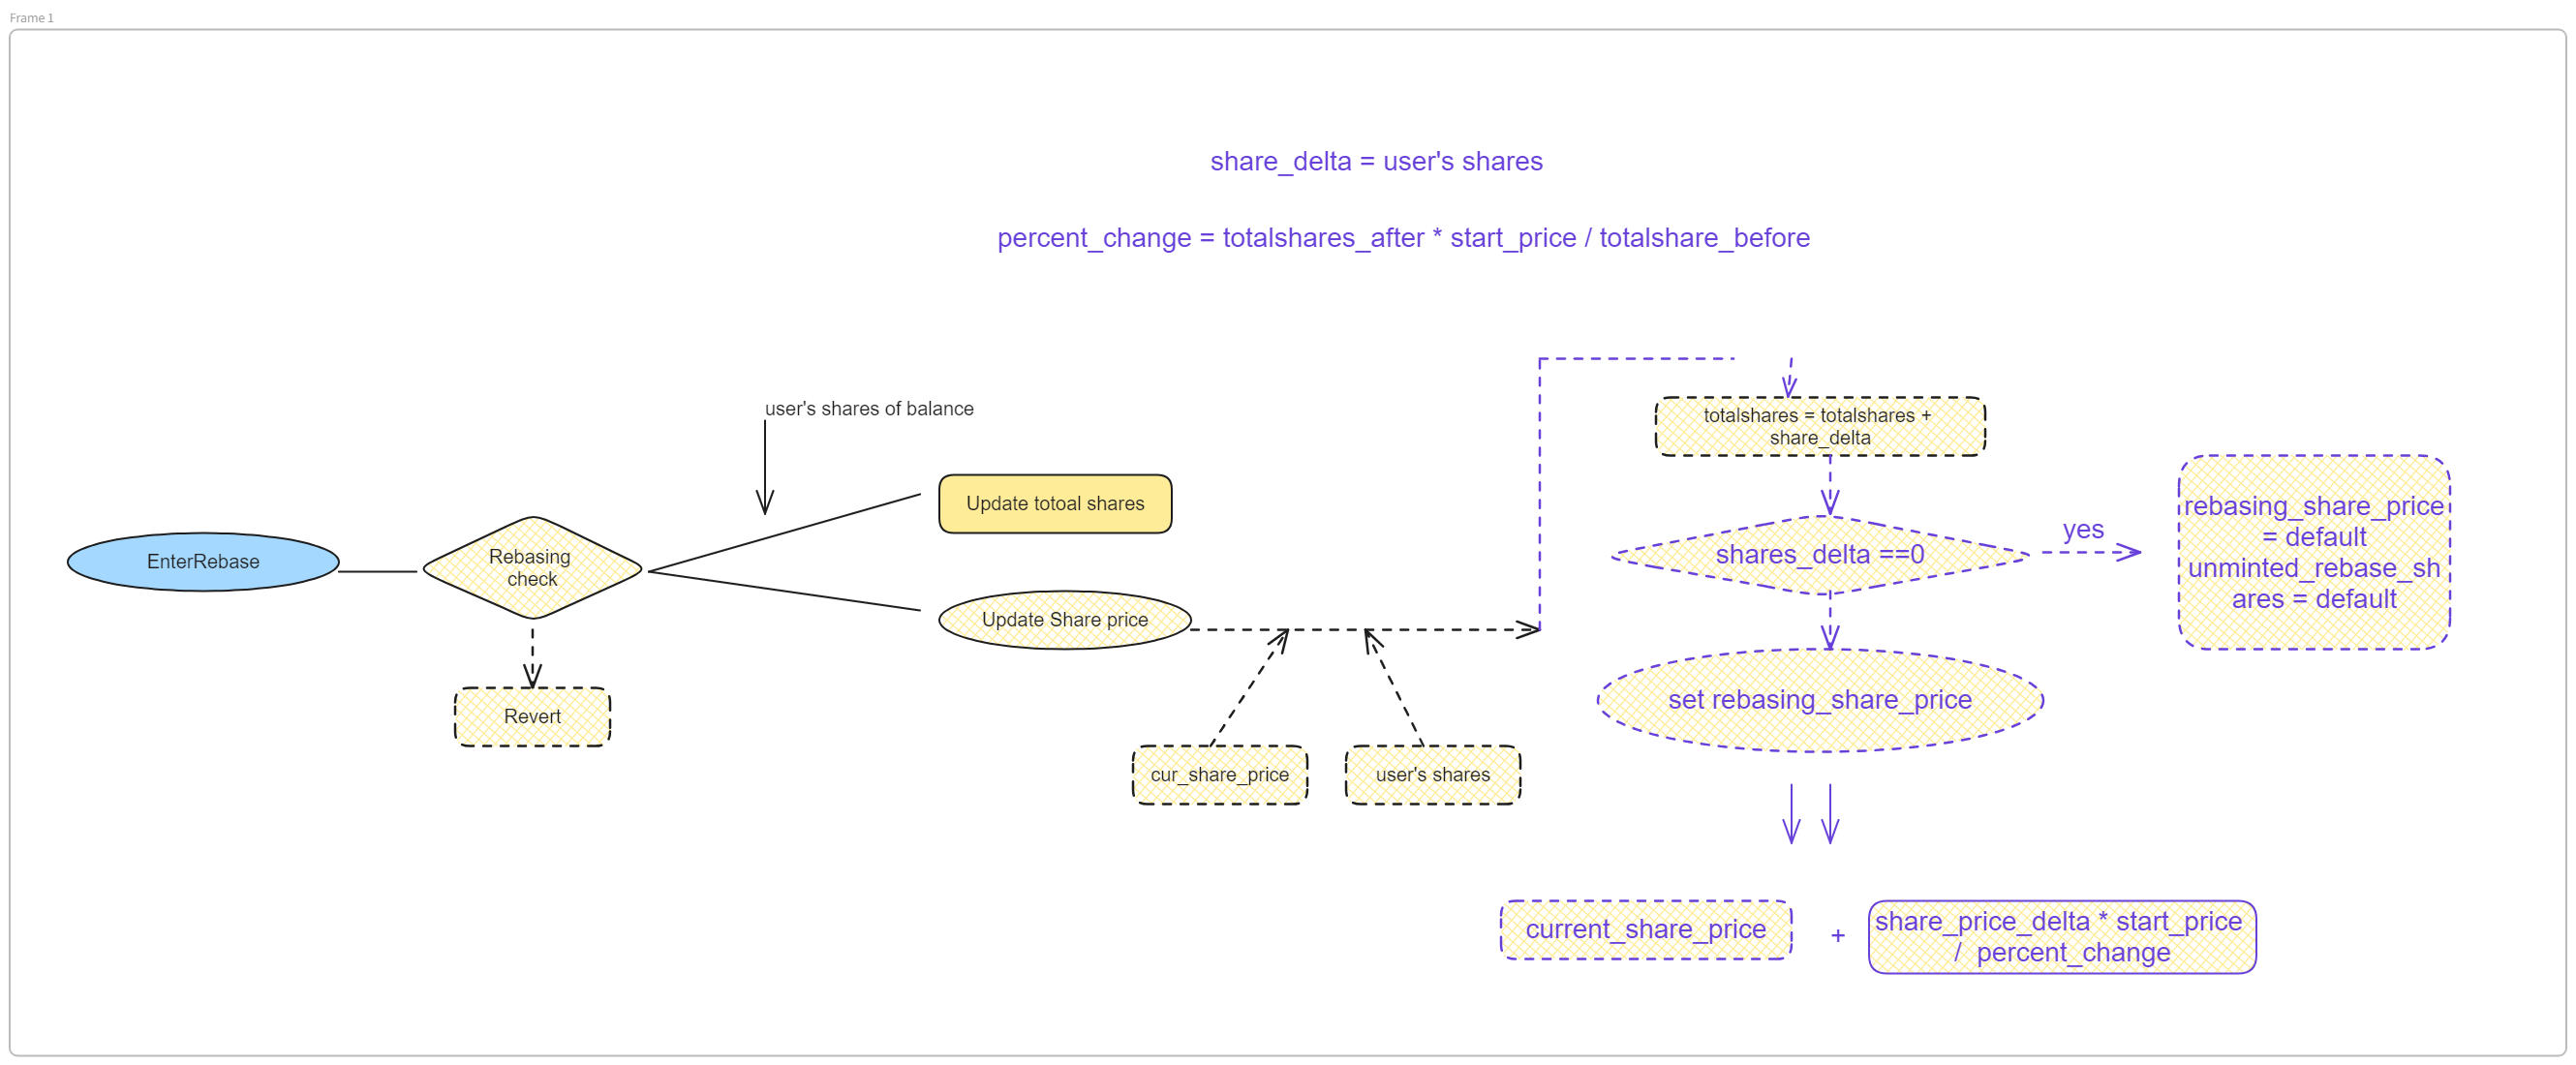 Frame 1
share_delta = user's shares
percent_change = totalshares_after * start_price / totalshare_before
user's shares of balance
EnterRebase
Rebasing
check
Revert
Update totoal shares
Update Share price
cur_share_price
user's shares
totalshares = totalshares +
share_delta
shares_delta ==0
yes
rebasing_share_price
= default
unminted_rebase_sh
ares = default
set rebasing_share_price
current_share_price
+
share_price_delta * start_price
/ percent_change